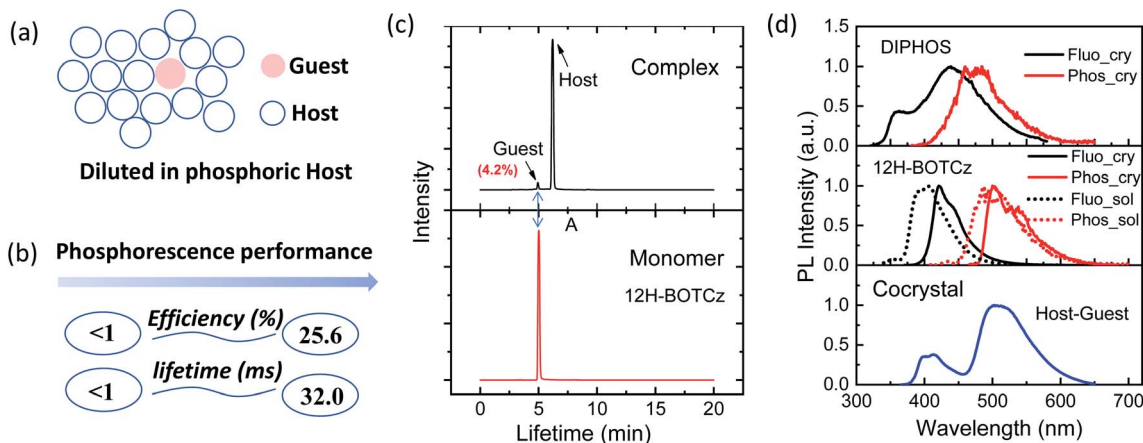 (a)
Guest
Host
Diluted in phosphoric Host
(b)
Phosphorescence performance
<1
Efficiency (%)
25.6
<1
lifetime (ms)
32.0
(c)
Complex
Host
Guest
(4.2%)
A
Monomer
12H-BOTCz
Intensity
0
5
10
15
20
Lifetime (min)
(d)
DIPHOS
Fluo_cry
Phos_cry
1.5
1.0
0.5
0.0
12H-BOTCz
Fluo_cry
Phos_cry
Fluo_sol
Phos_sol
1.0
0.5
0.0
Cocrystal
Host-Guest
1.0
0.5
0.0
PL Intensity (a.u.)
300
400
500
600
700
Wavelength (nm)